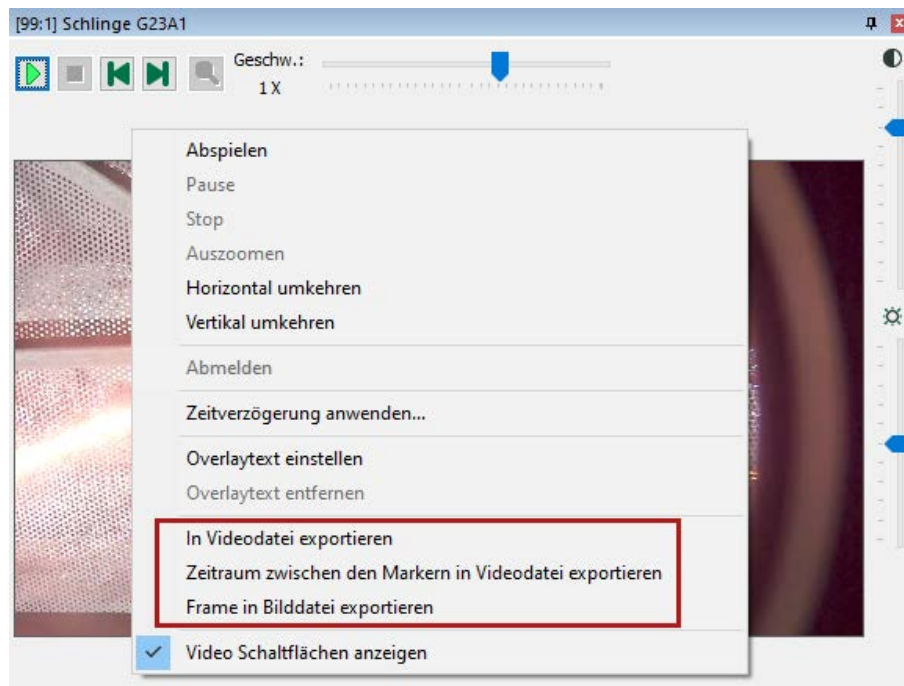 [99:1] Schlinge G23A1
Geschw.:
1X
Abspielen
Pause
Stop
Auszoomen
Horizontal umkehren
Vertikal umkehren
Abmelden
Zeitverzögerung anwenden...
Overlaytext einstellen
Overlaytext entfernen
In Videodatei exportieren
Zeitraum zwischen den Markern in Videodatei exportieren
Frame in Bilddatei exportieren
Video Schaltflächen anzeigen